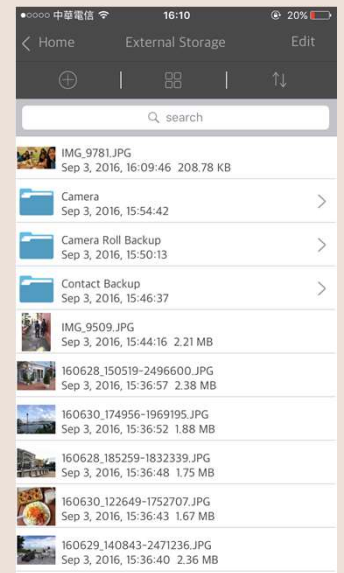 中華電信 16:10 20%
Home External Storage Edit
search
IMG_9781.JPG
Sep 3, 2016, 16:09:46 208.78 KB
Camera
Sep 3, 2016, 15:54:42
Camera Roll Backup
Sep 3, 2016, 15:50:13
Contact Backup
Sep 3, 2016, 15:46:37
IMG_9509.JPG
Sep 3, 2016, 15:44:16 2.21 MB
160628_150519-2496600.JPG
Sep 3, 2016, 15:36:57 2.38 MB
160630_174956-1969195.JPG
Sep 3, 2016, 15:36:52 1.88 MB
160628_185259-1832339.JPG
Sep 3, 2016, 15:36:48 1.75 MB
160630_122649-1752707.JPG
Sep 3, 2016, 15:36:43 1.67 MB
160629_140843-2471236.JPG
Sep 3, 2016, 15:36:40 2.36 MB